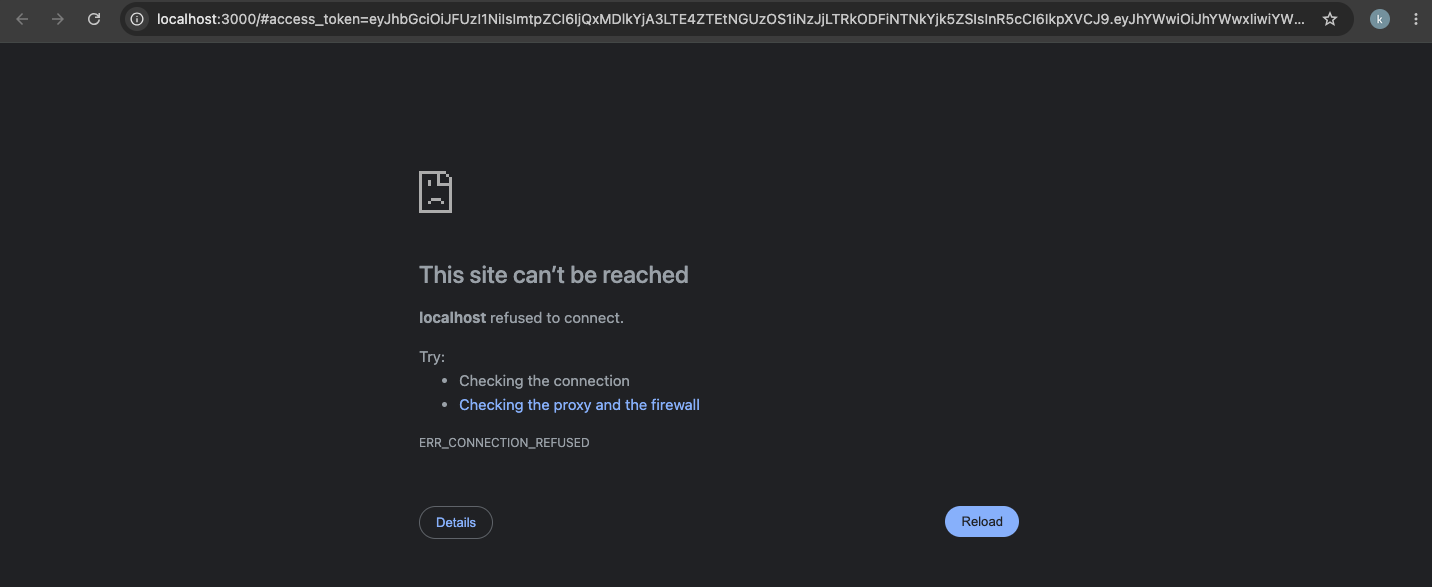 localhost:3000/#access_token=eyJhbGciOiJFUzI1NiIsImtpZCI6IjQxMDlkYjA3LTE4ZTEtNGUzOS1iNzJjLTRkODFiNTNkYjk5ZSIsInR5cCI6IkpXVCJ9.eyJhYWwiOiJhYWwxIiwiYW...
k
This site can’t be reached
localhost refused to connect.
Try:
• Checking the connection
• Checking the proxy and the firewall
ERR_CONNECTION_REFUSED
Details
Reload